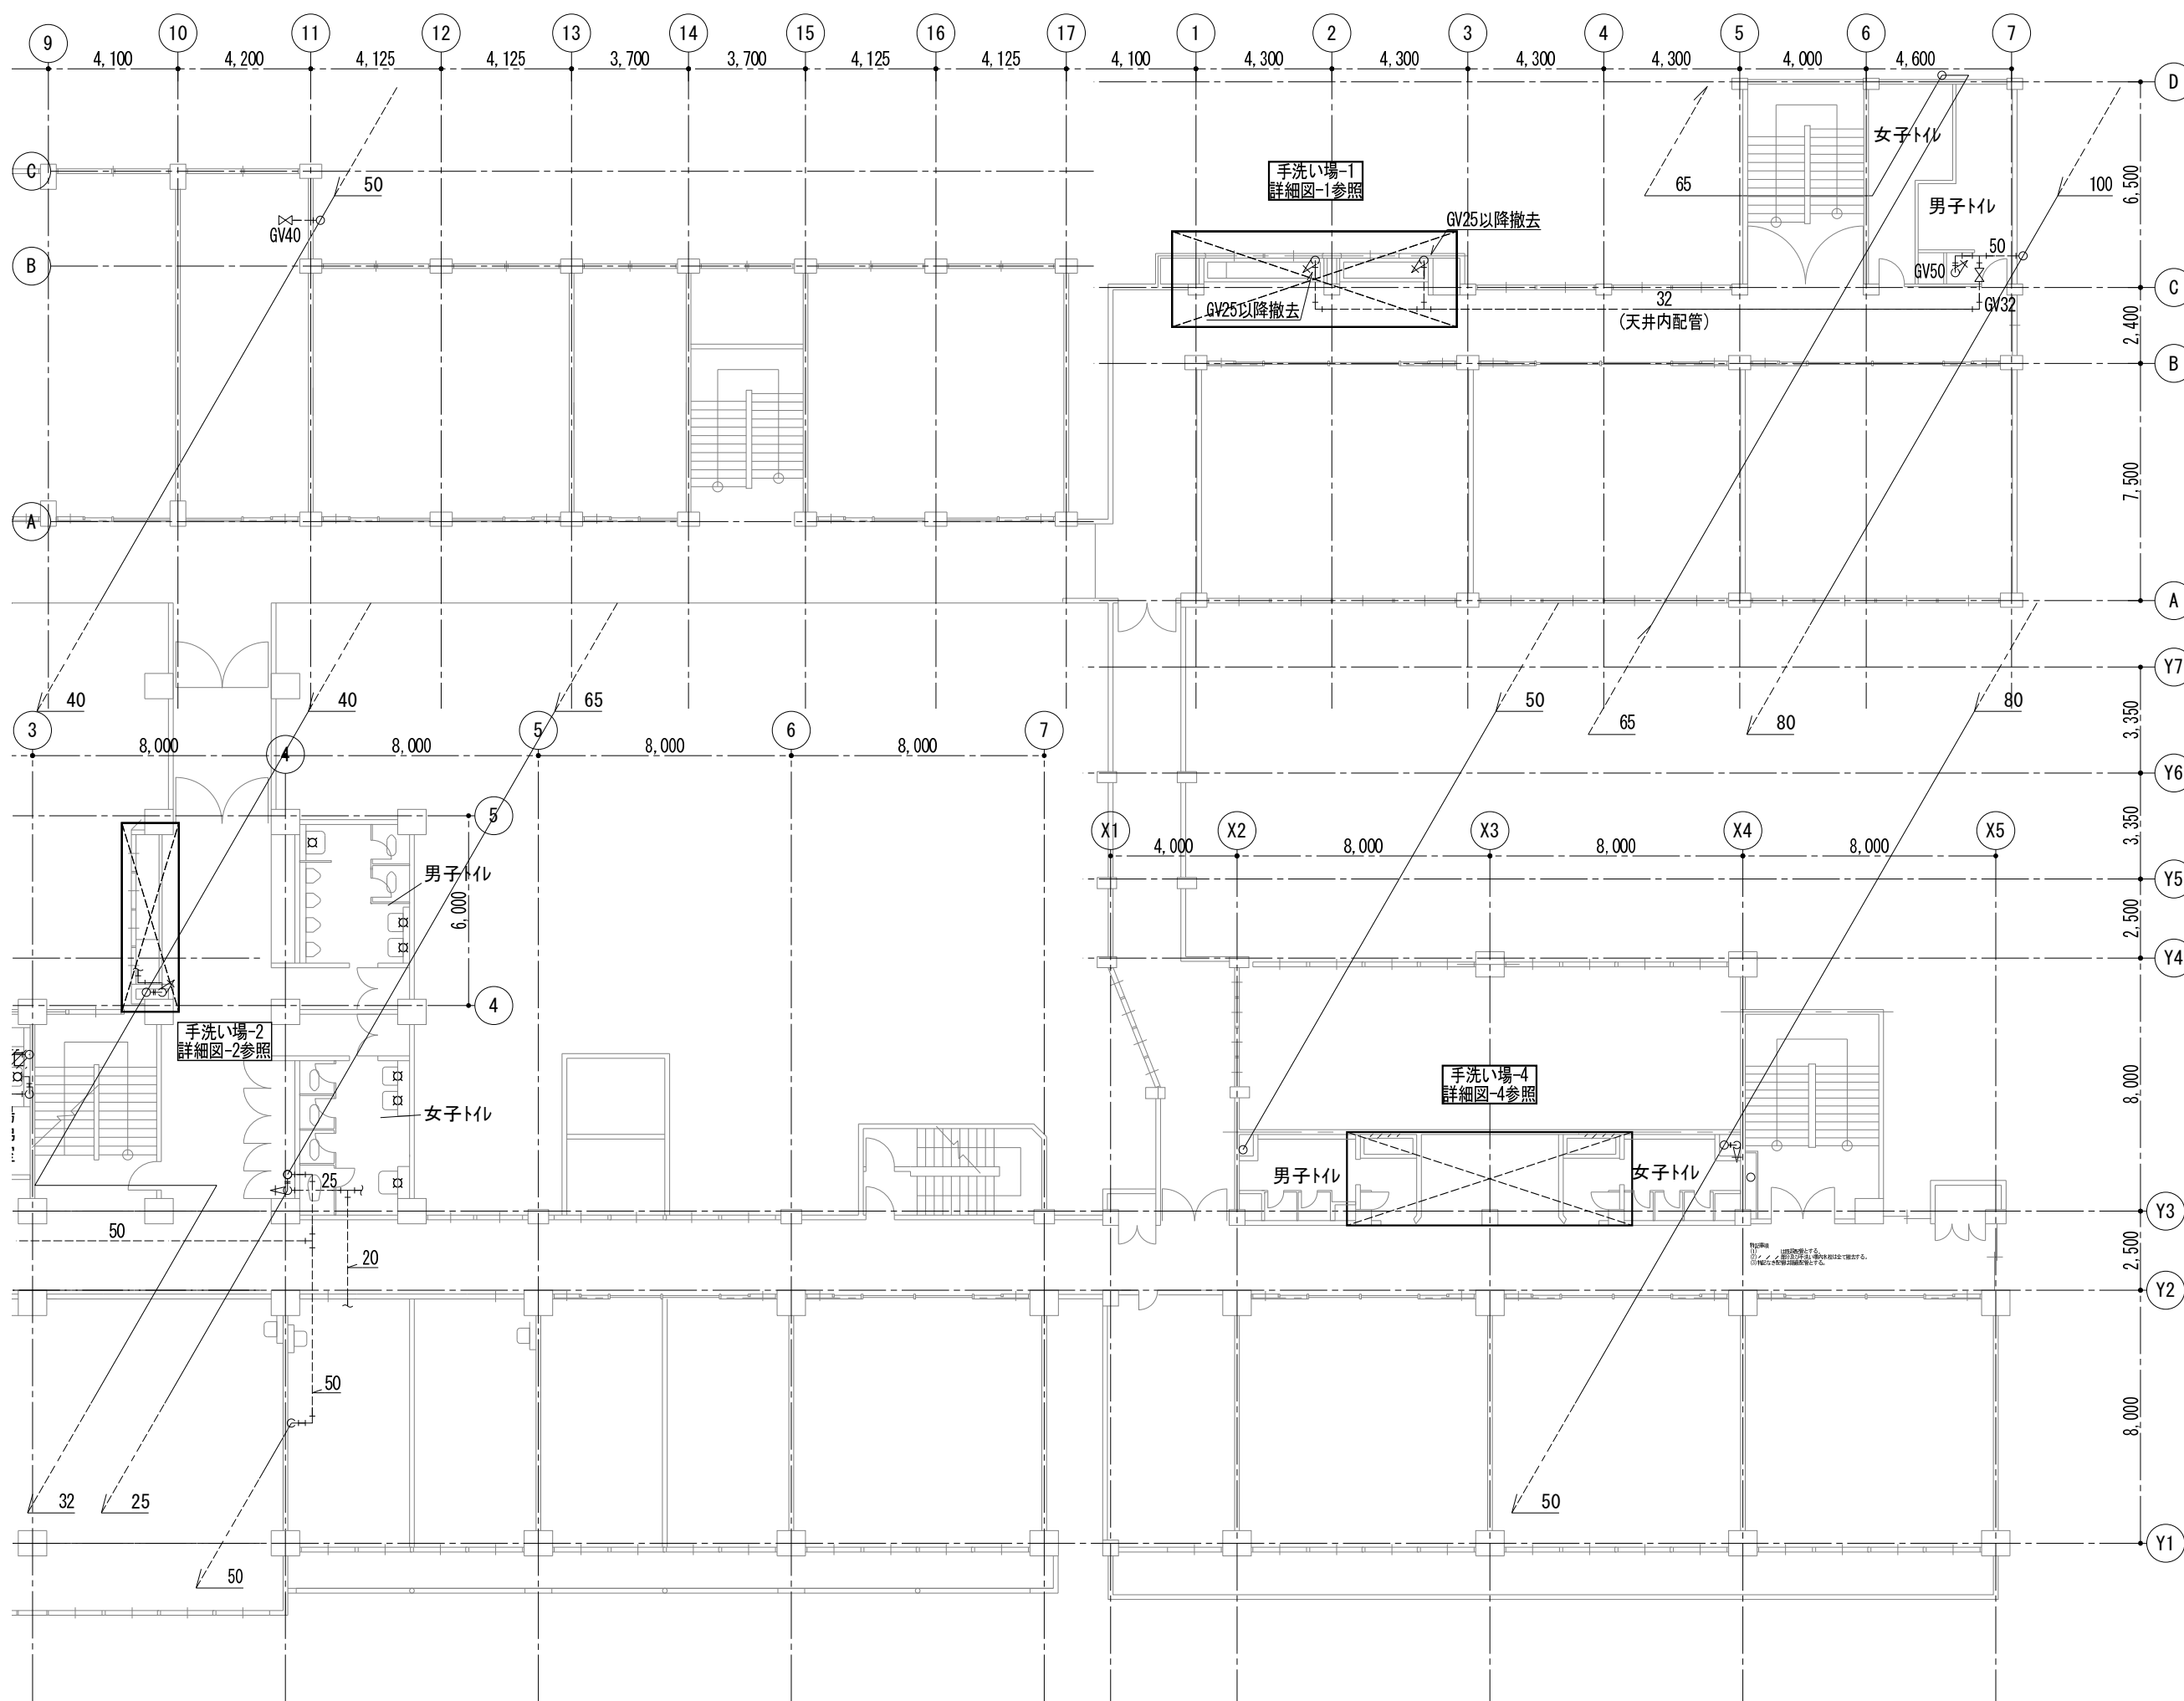 9
10
11
12
13
14
15
16
17
1
2
3
4
5
6
7
4,100
4,200
4,125
4,125
3,700
3,700
4,125
4,125
4,100
4,300
4,300
4,300
4,300
4,000
4,600
D
女子トイレ
手洗い場-1
詳細図-1参照
C
50
65
100
6,500
男子トイレ
GV25以降撤去
GV40
50
B
GV50
C
32
GV32
GV25以降撤去
(天井内配管)
2,400
B
7,500
A
A
Y7
40
40
65
50
65
80
80
3,350
3
4
5
6
7
8,000
8,000
8,000
8,000
Y6
5
X1
X2
X3
X4
X5
3,350
4,000
8,000
8,000
8,000
男子トイレ
6,000
Y5
2,500
Y4
4
手洗い場-2
詳細図-2参照
手洗い場-4
詳細図-4参照
8,000
女子トイレ
男子トイレ
女子トイレ
25
Y3
50
20
2,500
Y2
50
8,000
32
25
50
Y1
50